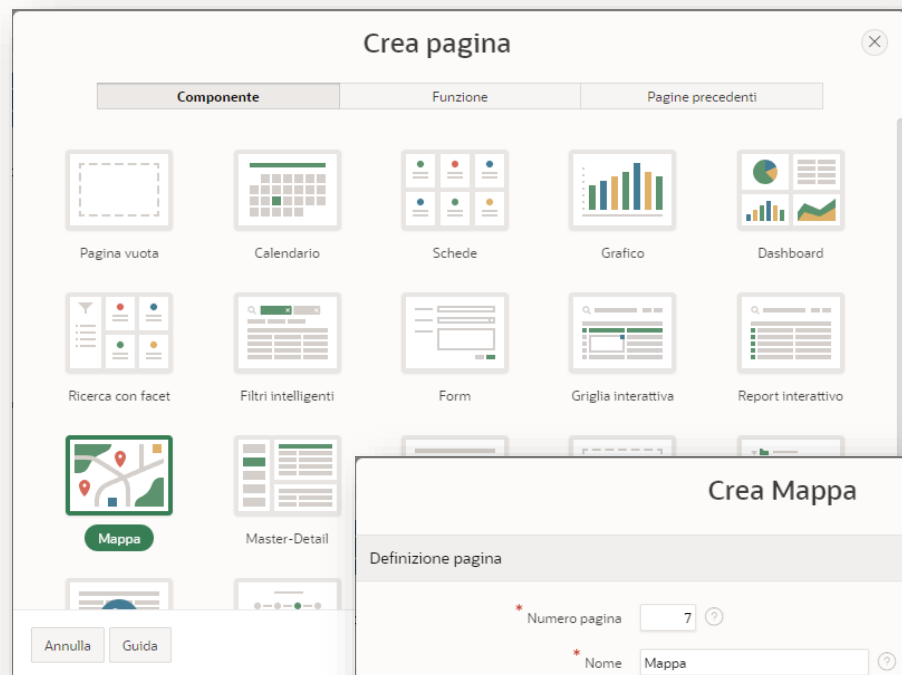 Crea pagina
Componente
Funzione
Pagine precedenti
Pagina vuota
Calendario
Schede
Grafico
Dashboard
Ricerca con facet
Filtri intelligenti
Form
Griglia interattiva
Report interattivo
Mappa
Master-Detail
Annulla
Guida
Crea Mappa
Definizione pagina
* Numero pagina 7 ?
* Nome Mappa ?